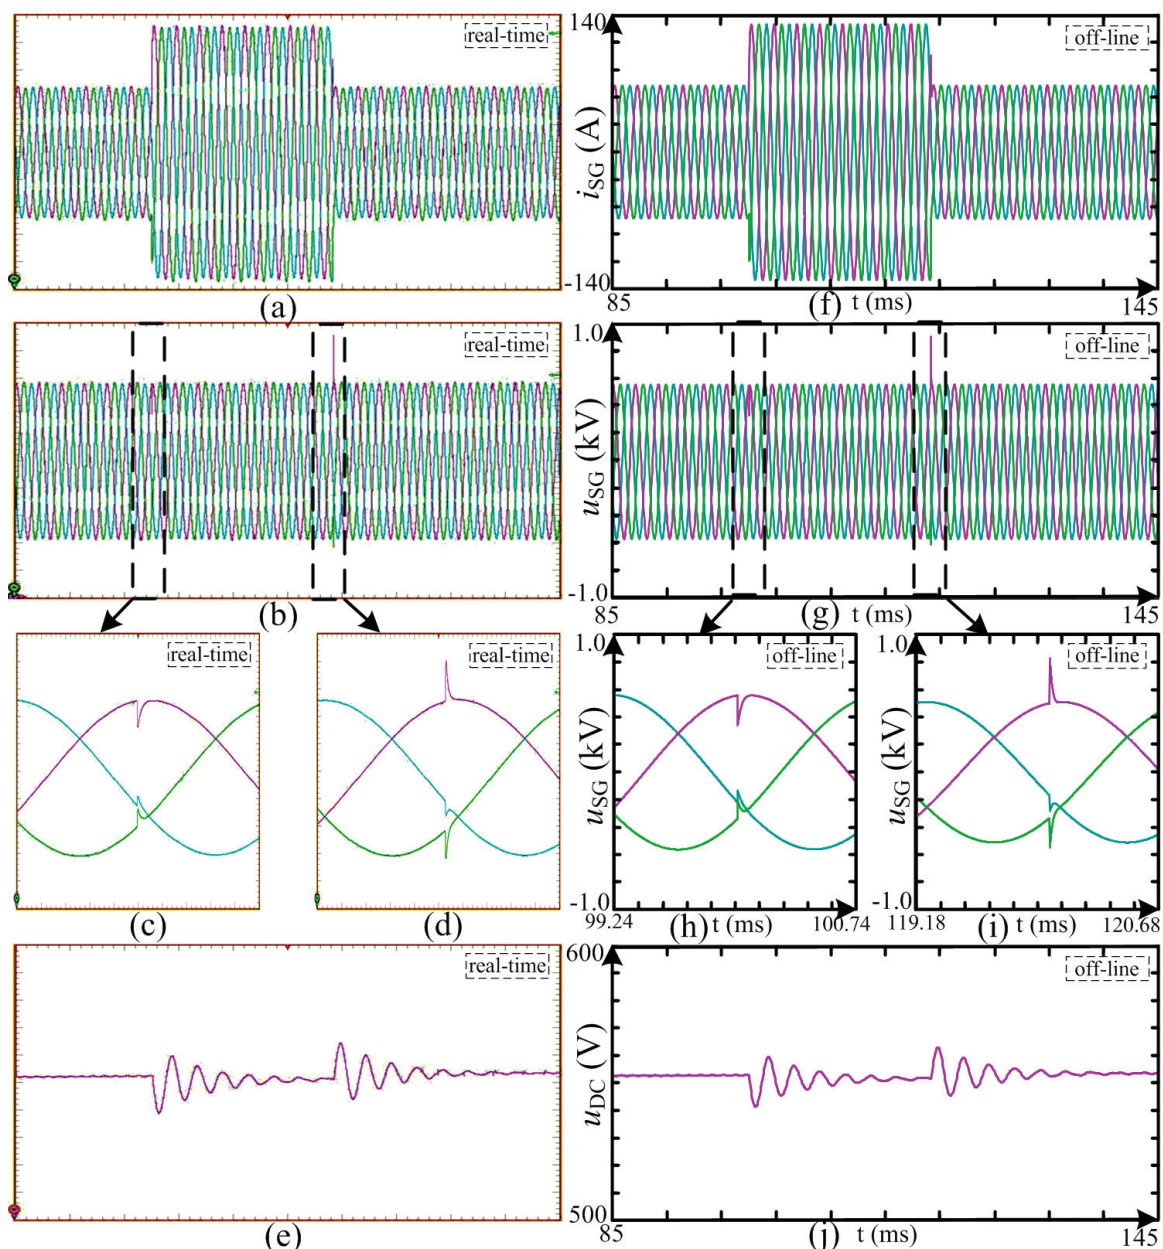 real-time
(a)
140
i_SG (A)
-140
off-line
85
(f)
t (ms)
145
real-time
(b)
1.0
u_SG (kV)
-1.0
off-line
85
(g)
t (ms)
145
real-time
(c)
real-time
(d)
1.0
u_SG (kV)
-1.0
off-line
99.24
(h)
t (ms)
100.74
1.0
u_SG (kV)
-1.0
off-line
119.18
(i)
t (ms)
120.68
real-time
(e)
600
u_DC (V)
500
off-line
85
(j)
t (ms)
145